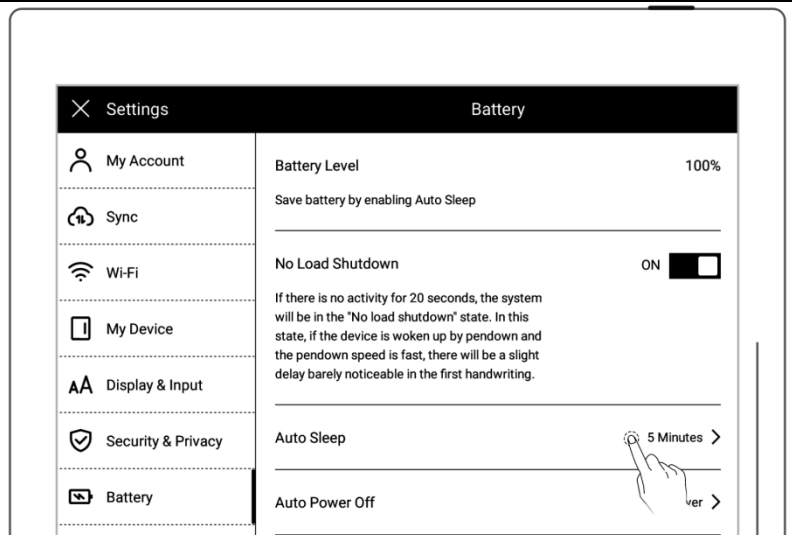 Settings
Battery
My Account
Sync
Wi-Fi
My Device
Display & Input
Security & Privacy
Battery
Battery Level 100%
Save battery by enabling Auto Sleep
No Load Shutdown ON
If there is no activity for 20 seconds, the system
will be in the "No load shutdown" state. In this
state, if the device is woken up by pendown and
the pendown speed is fast, there will be a slight
delay barely noticeable in the first handwriting.
Auto Sleep 5 Minutes
Auto Power Off